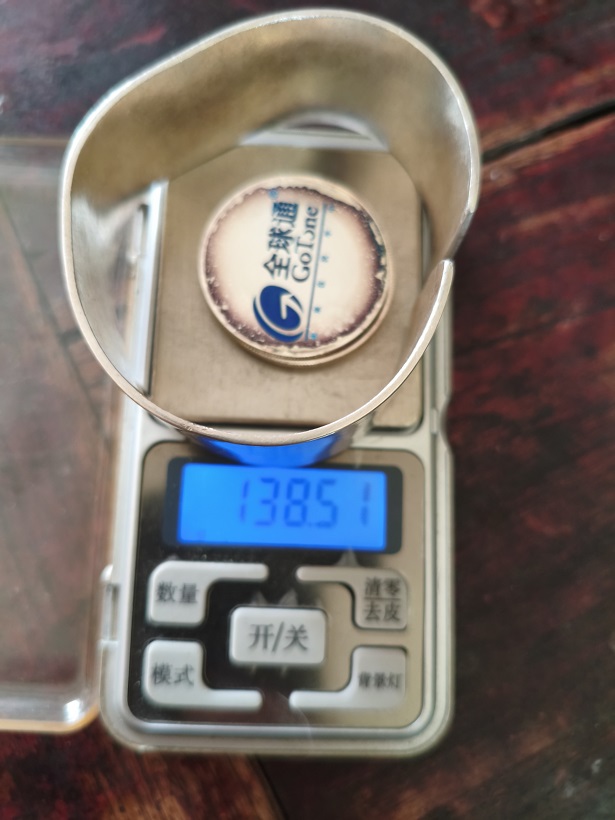 全球通
GoTone
138.51
数量
清零
去皮
开/关
模式
背景灯